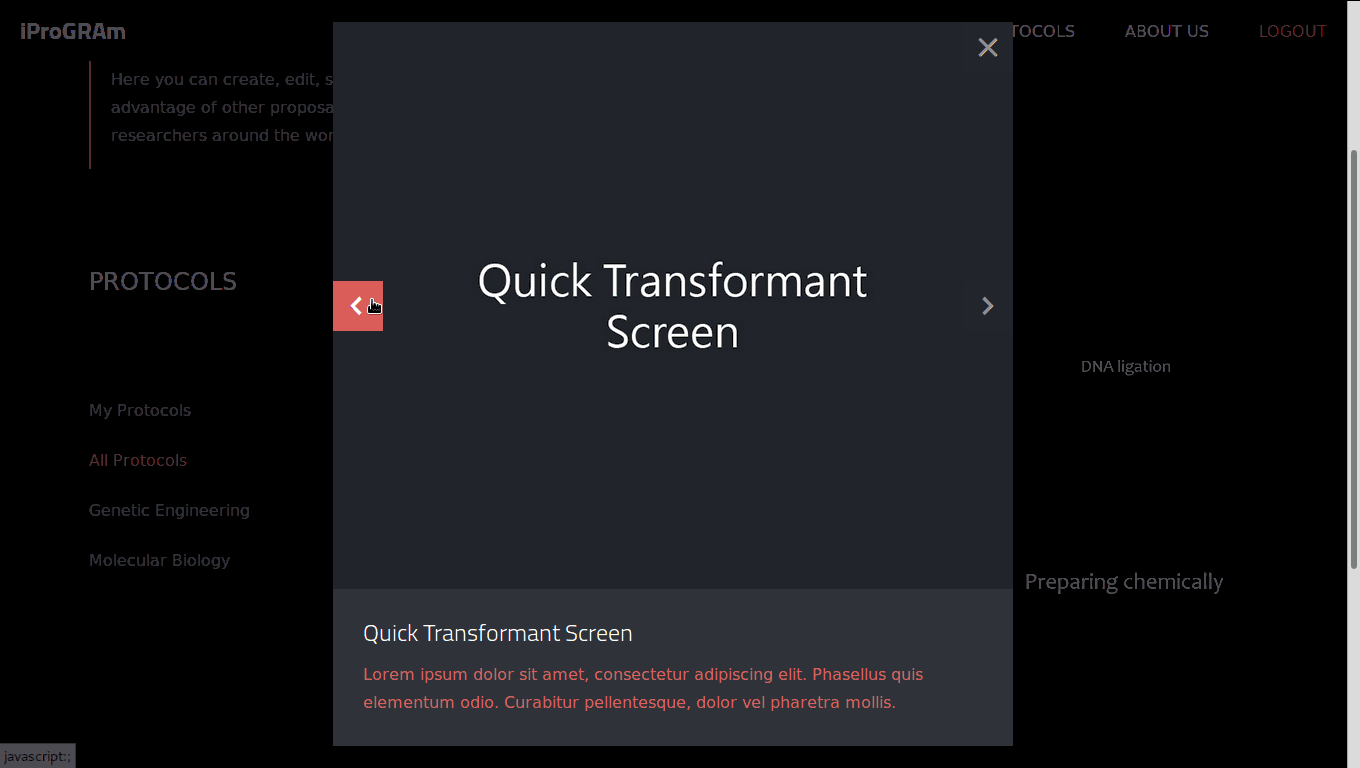 iProGRAm
TOCOLS
ABOUT US
LOGOUT
Here you can create, edit, s
advantage of other proposa
researchers around the wor
PROTOCOLS
My Protocols
All Protocols
Genetic Engineering
Molecular Biology
Quick Transformant
Screen
Quick Transformant Screen
Lorem ipsum dolor sit amet, consectetur adipiscing elit. Phasellus quis
elementum odio. Curabitur pellentesque, dolor vel pharetra mollis.
DNA ligation
Preparing chemically
javascript:;